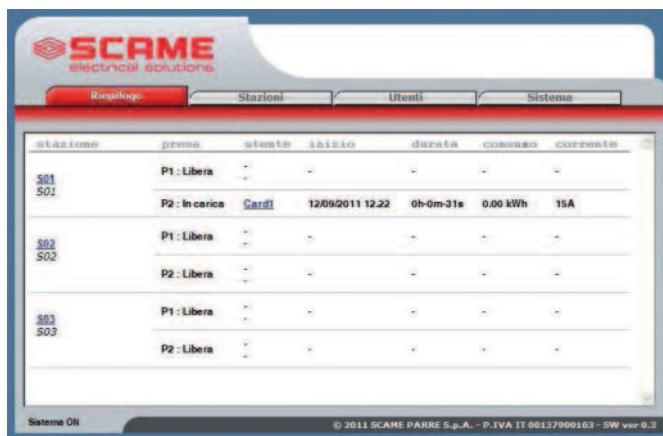 SCAME
electrical solutions
Riepilogo Stazioni Utenti Sistema
stazione presa utente inizio durata consumo corrente
S01
S01
P1 : Libera - - - - - -
P2 : In carica Card1 12/09/2011 12.22 0h-0m-31s 0.00 kWh 15A
-
S02
S02
P1 : Libera - - - - - -
P2 : Libera - - - - - -
S03
S03
P1 : Libera - - - - - -
P2 : Libera - - - - - -
Sistema ON
© 2011 SCAME PARRE S.p.A. - P.IVA IT 00137900163 - SW ver 0.3